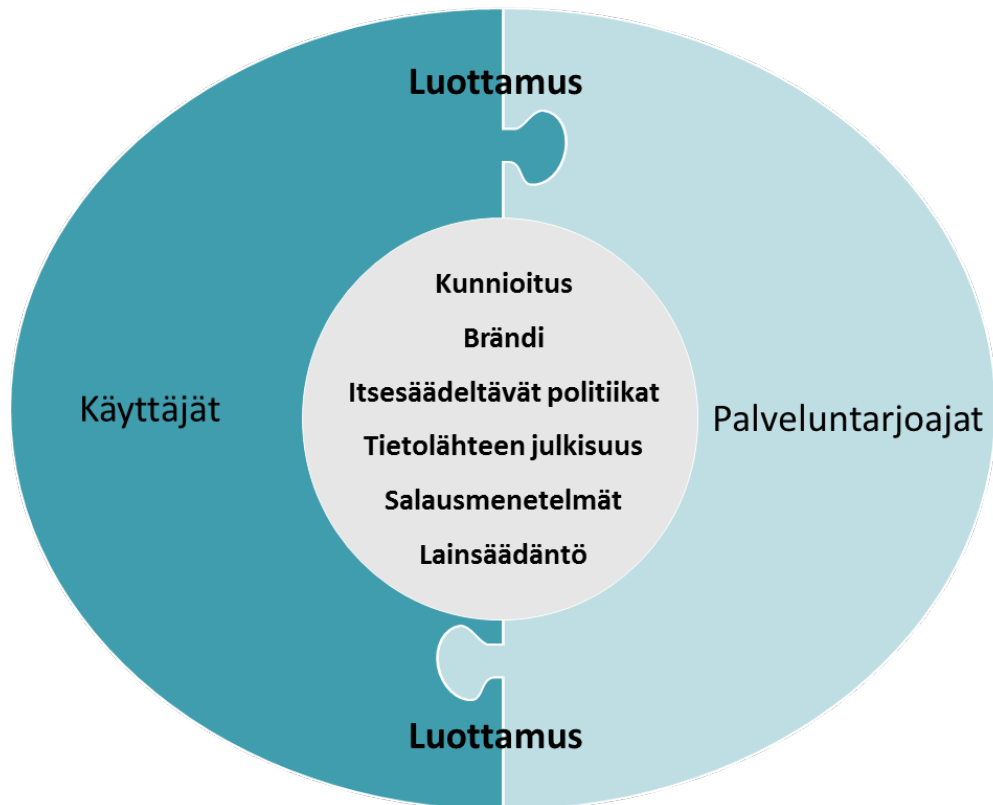 Luottamus
Kunnioitus
Brändi
Itsesäädeltävät politiikat
Käyttäjät
Palveluntarjoajat
Tietolähteen julkisuus
Salausmenetelmät
Lainsäädäntö
Luottamus